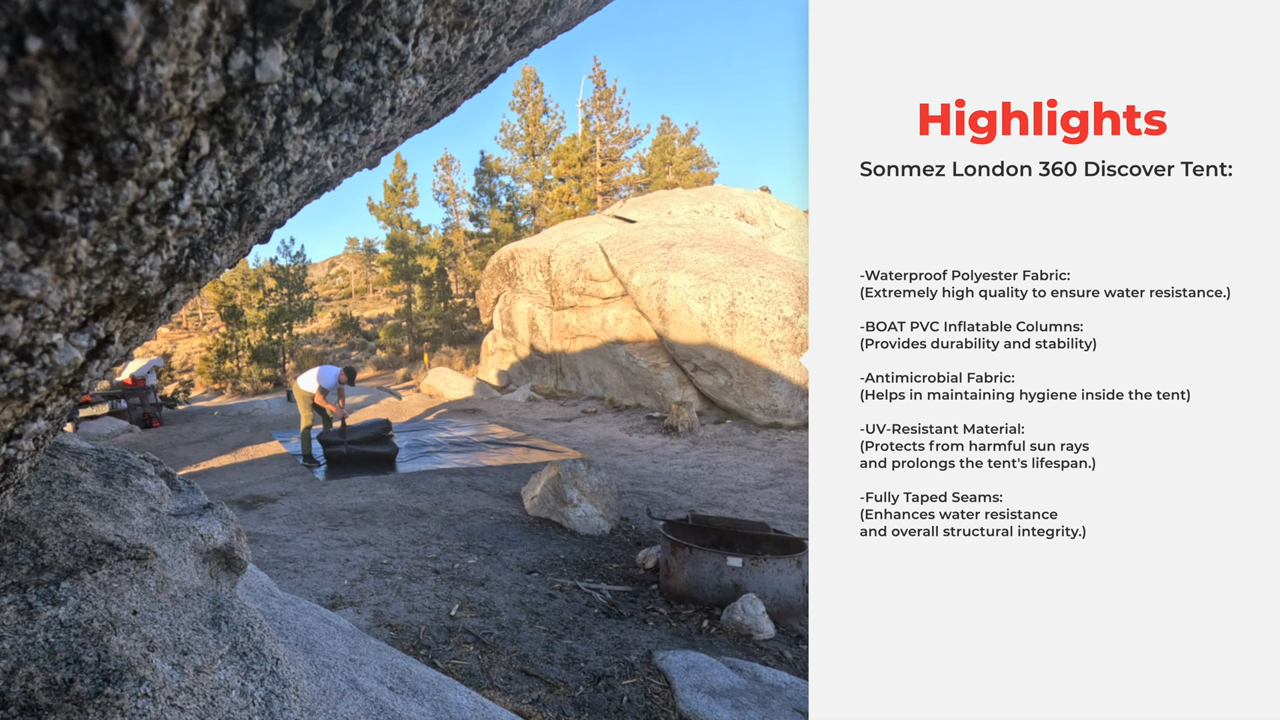 Highlights
Sonmez London 360 Discover Tent:
-Waterproof Polyester Fabric:
(Extremely high quality to ensure water resistance.)
-BOAT PVC Inflatable Columns:
(Provides durability and stability)
-Antimicrobial Fabric:
(Helps in maintaining hygiene inside the tent)
-UV-Resistant Material:
(Protects from harmful sun rays
and prolongs the tent's lifespan.)
-Fully Taped Seams:
(Enhances water resistance
and overall structural integrity.)